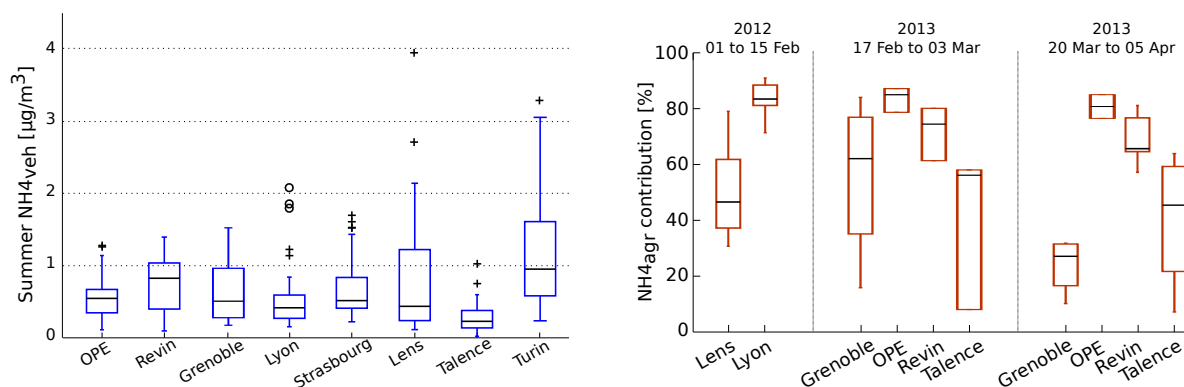 Summer NH4veh [µg/m³]
4
3
2
1
0
OPE
Revin
Grenoble
Lyon
Strasbourg
Lens
Talence
Turin
2012
01 to 15 Feb
2013
17 Feb to 03 Mar
2013
20 Mar to 05 Apr
NH4agr contribution [%]
100
80
60
40
20
0
Lens
Lyon
Grenoble
OPE
Revin
Talence
Grenoble
OPE
Revin
Talence